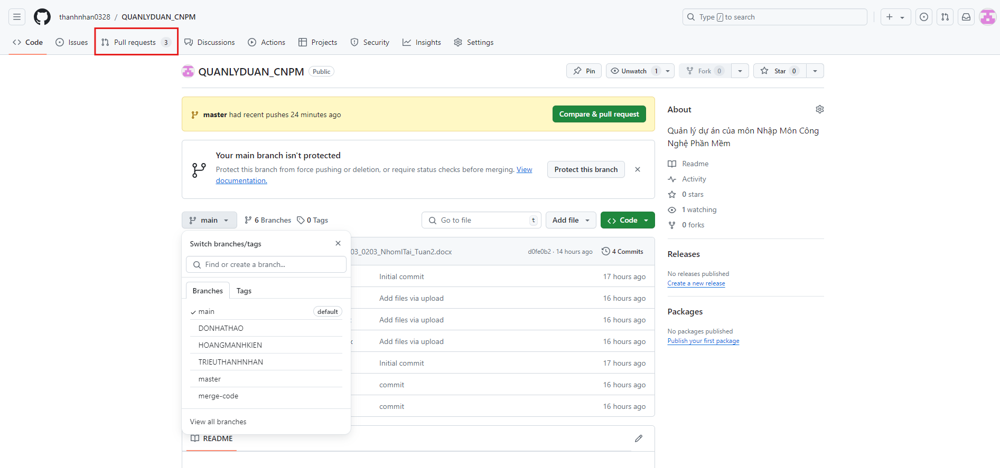 thanhnhan0328 / QUANLYDUAN_CNPM
Type / to search
Code
Issues
Pull requests 3
Discussions
Actions
Projects
Security
Insights
Settings
QUANLYDUAN_CNPM Public
Pin
Unwatch 1
Fork 0
Star 0
master had recent pushes 24 minutes ago
Compare & pull request
Your main branch isn't protected
Protect this branch from force pushing or deletion, or require status checks before merging. View
documentation.
Protect this branch
main
6 Branches
0 Tags
Go to file
t
Add file
Code
Switch branches/tags
Find or create a branch...
Branches
Tags
main default
DONHATHAO
HOANGMANHKIEN
TRIEUTHANHNHAN
master
merge-code
View all branches
03_0203_NhomITai_Tuan2.docx
d0fe0b2 · 14 hours ago
4 Commits
Initial commit 17 hours ago
Add files via upload 16 hours ago
Add files via upload 16 hours ago
Add files via upload 16 hours ago
Initial commit 17 hours ago
commit 16 hours ago
commit 16 hours ago
README
About
Quản lý dự án của môn Nhập Môn Công
Nghệ Phần Mềm
Readme
Activity
0 stars
1 watching
0 forks
Releases
No releases published
Create a new release
Packages
No packages published
Publish your first package